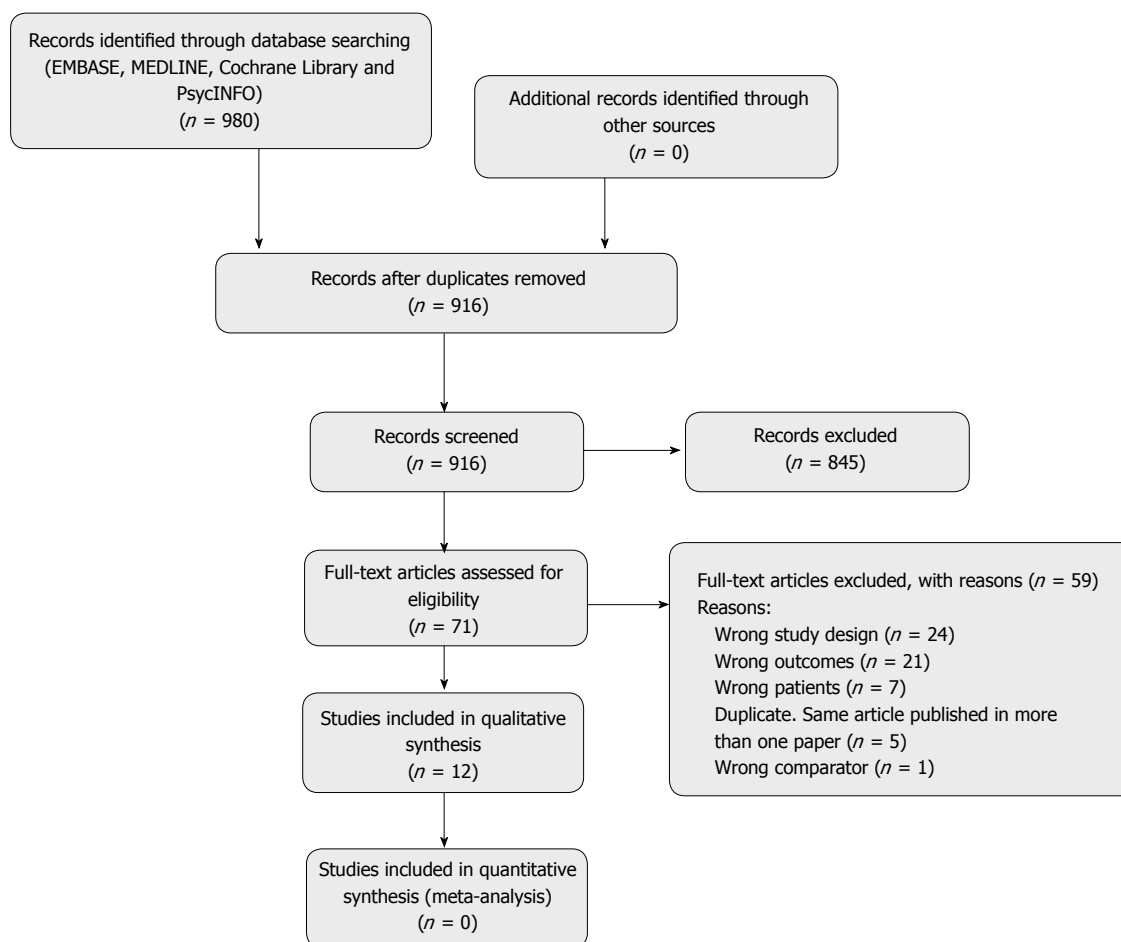 Records identified through database searching
(EMBASE, MEDLINE, Cochrane Library and
PsycINFO)
(n = 980)
Additional records identified through
other sources
(n = 0)
Records after duplicates removed
(n = 916)
Records screened
(n = 916)
Records excluded
(n = 845)
Full-text articles assessed for
eligibility
(n = 71)
Full-text articles excluded, with reasons (n = 59)
Reasons:
Wrong study design (n = 24)
Wrong outcomes (n = 21)
Wrong patients (n = 7)
Duplicate. Same article published in more
than one paper (n = 5)
Wrong comparator (n = 1)
Studies included in qualitative
synthesis
(n = 12)
Studies included in quantitative
synthesis (meta-analysis)
(n = 0)